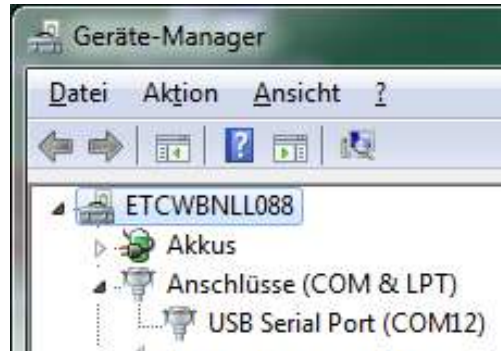 Geräte-Manager
Datei Aktion Ansicht ?
ETCWBNLL088
Akkus
Anschlüsse (COM & LPT)
USB Serial Port (COM12)